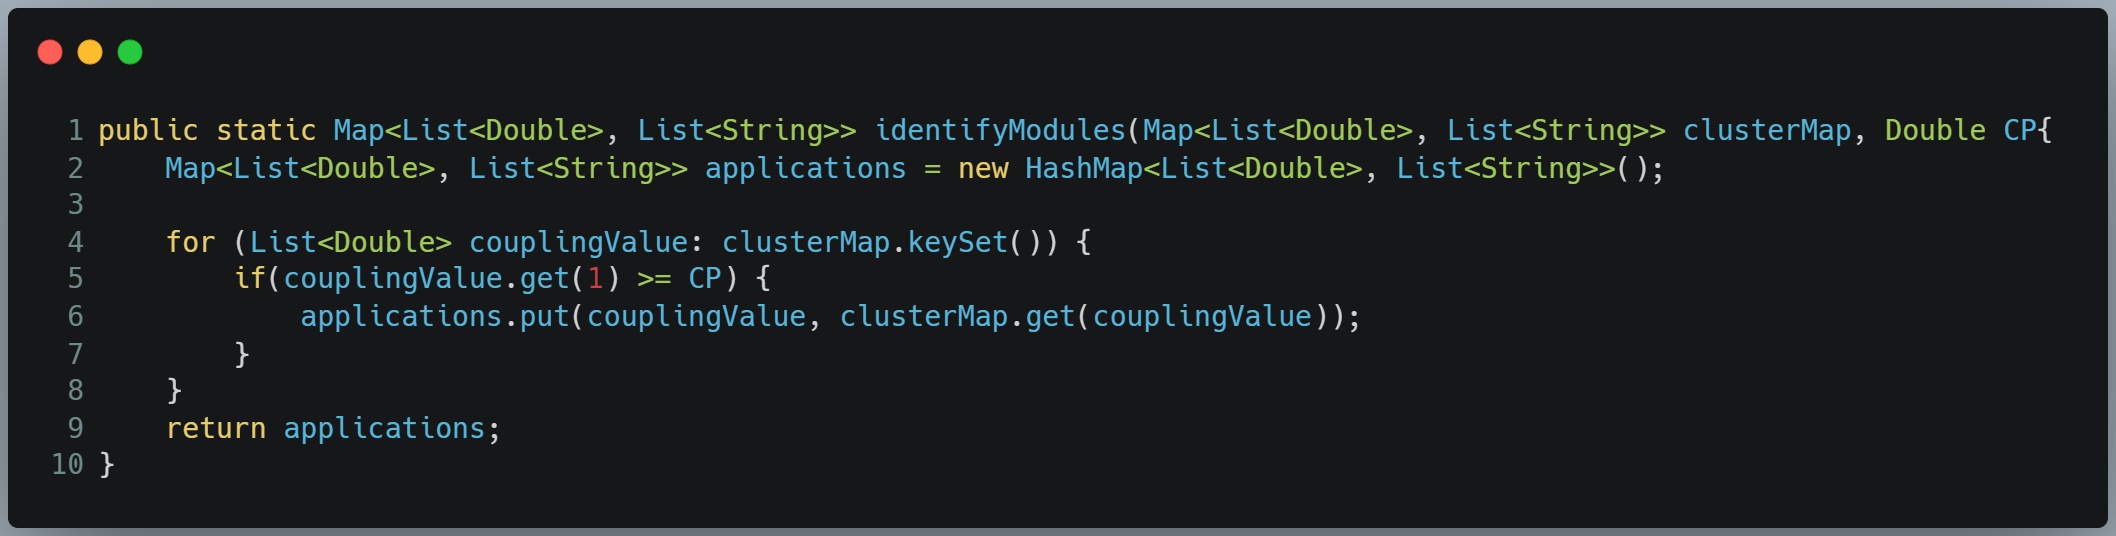 1 public static Map<List<Double>, List<String>> identifyModules(Map<List<Double>, List<String>> clusterMap, Double CP{
2     Map<List<Double>, List<String>> applications = new HashMap<List<Double>, List<String>>();
3
4     for (List<Double> couplingValue: clusterMap.keySet()) {
5         if(couplingValue.get(1) >= CP) {
6             applications.put(couplingValue, clusterMap.get(couplingValue));
7         }
8     }
9     return applications;
10 }